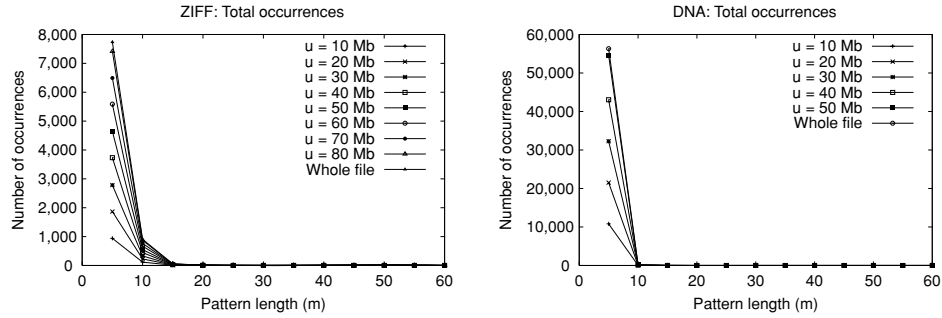 ZIFF: Total occurrences
8,000
7,000
6,000
5,000
4,000
3,000
2,000
1,000
0
Number of occurrences
u = 10 Mb
u = 20 Mb
u = 30 Mb
u = 40 Mb
u = 50 Mb
u = 60 Mb
u = 70 Mb
u = 80 Mb
Whole file
0 10 20 30 40 50 60
Pattern length (m)
DNA: Total occurrences
60,000
50,000
40,000
30,000
20,000
10,000
0
Number of occurrences
u = 10 Mb
u = 20 Mb
u = 30 Mb
u = 40 Mb
u = 50 Mb
Whole file
0 10 20 30 40 50 60
Pattern length (m)